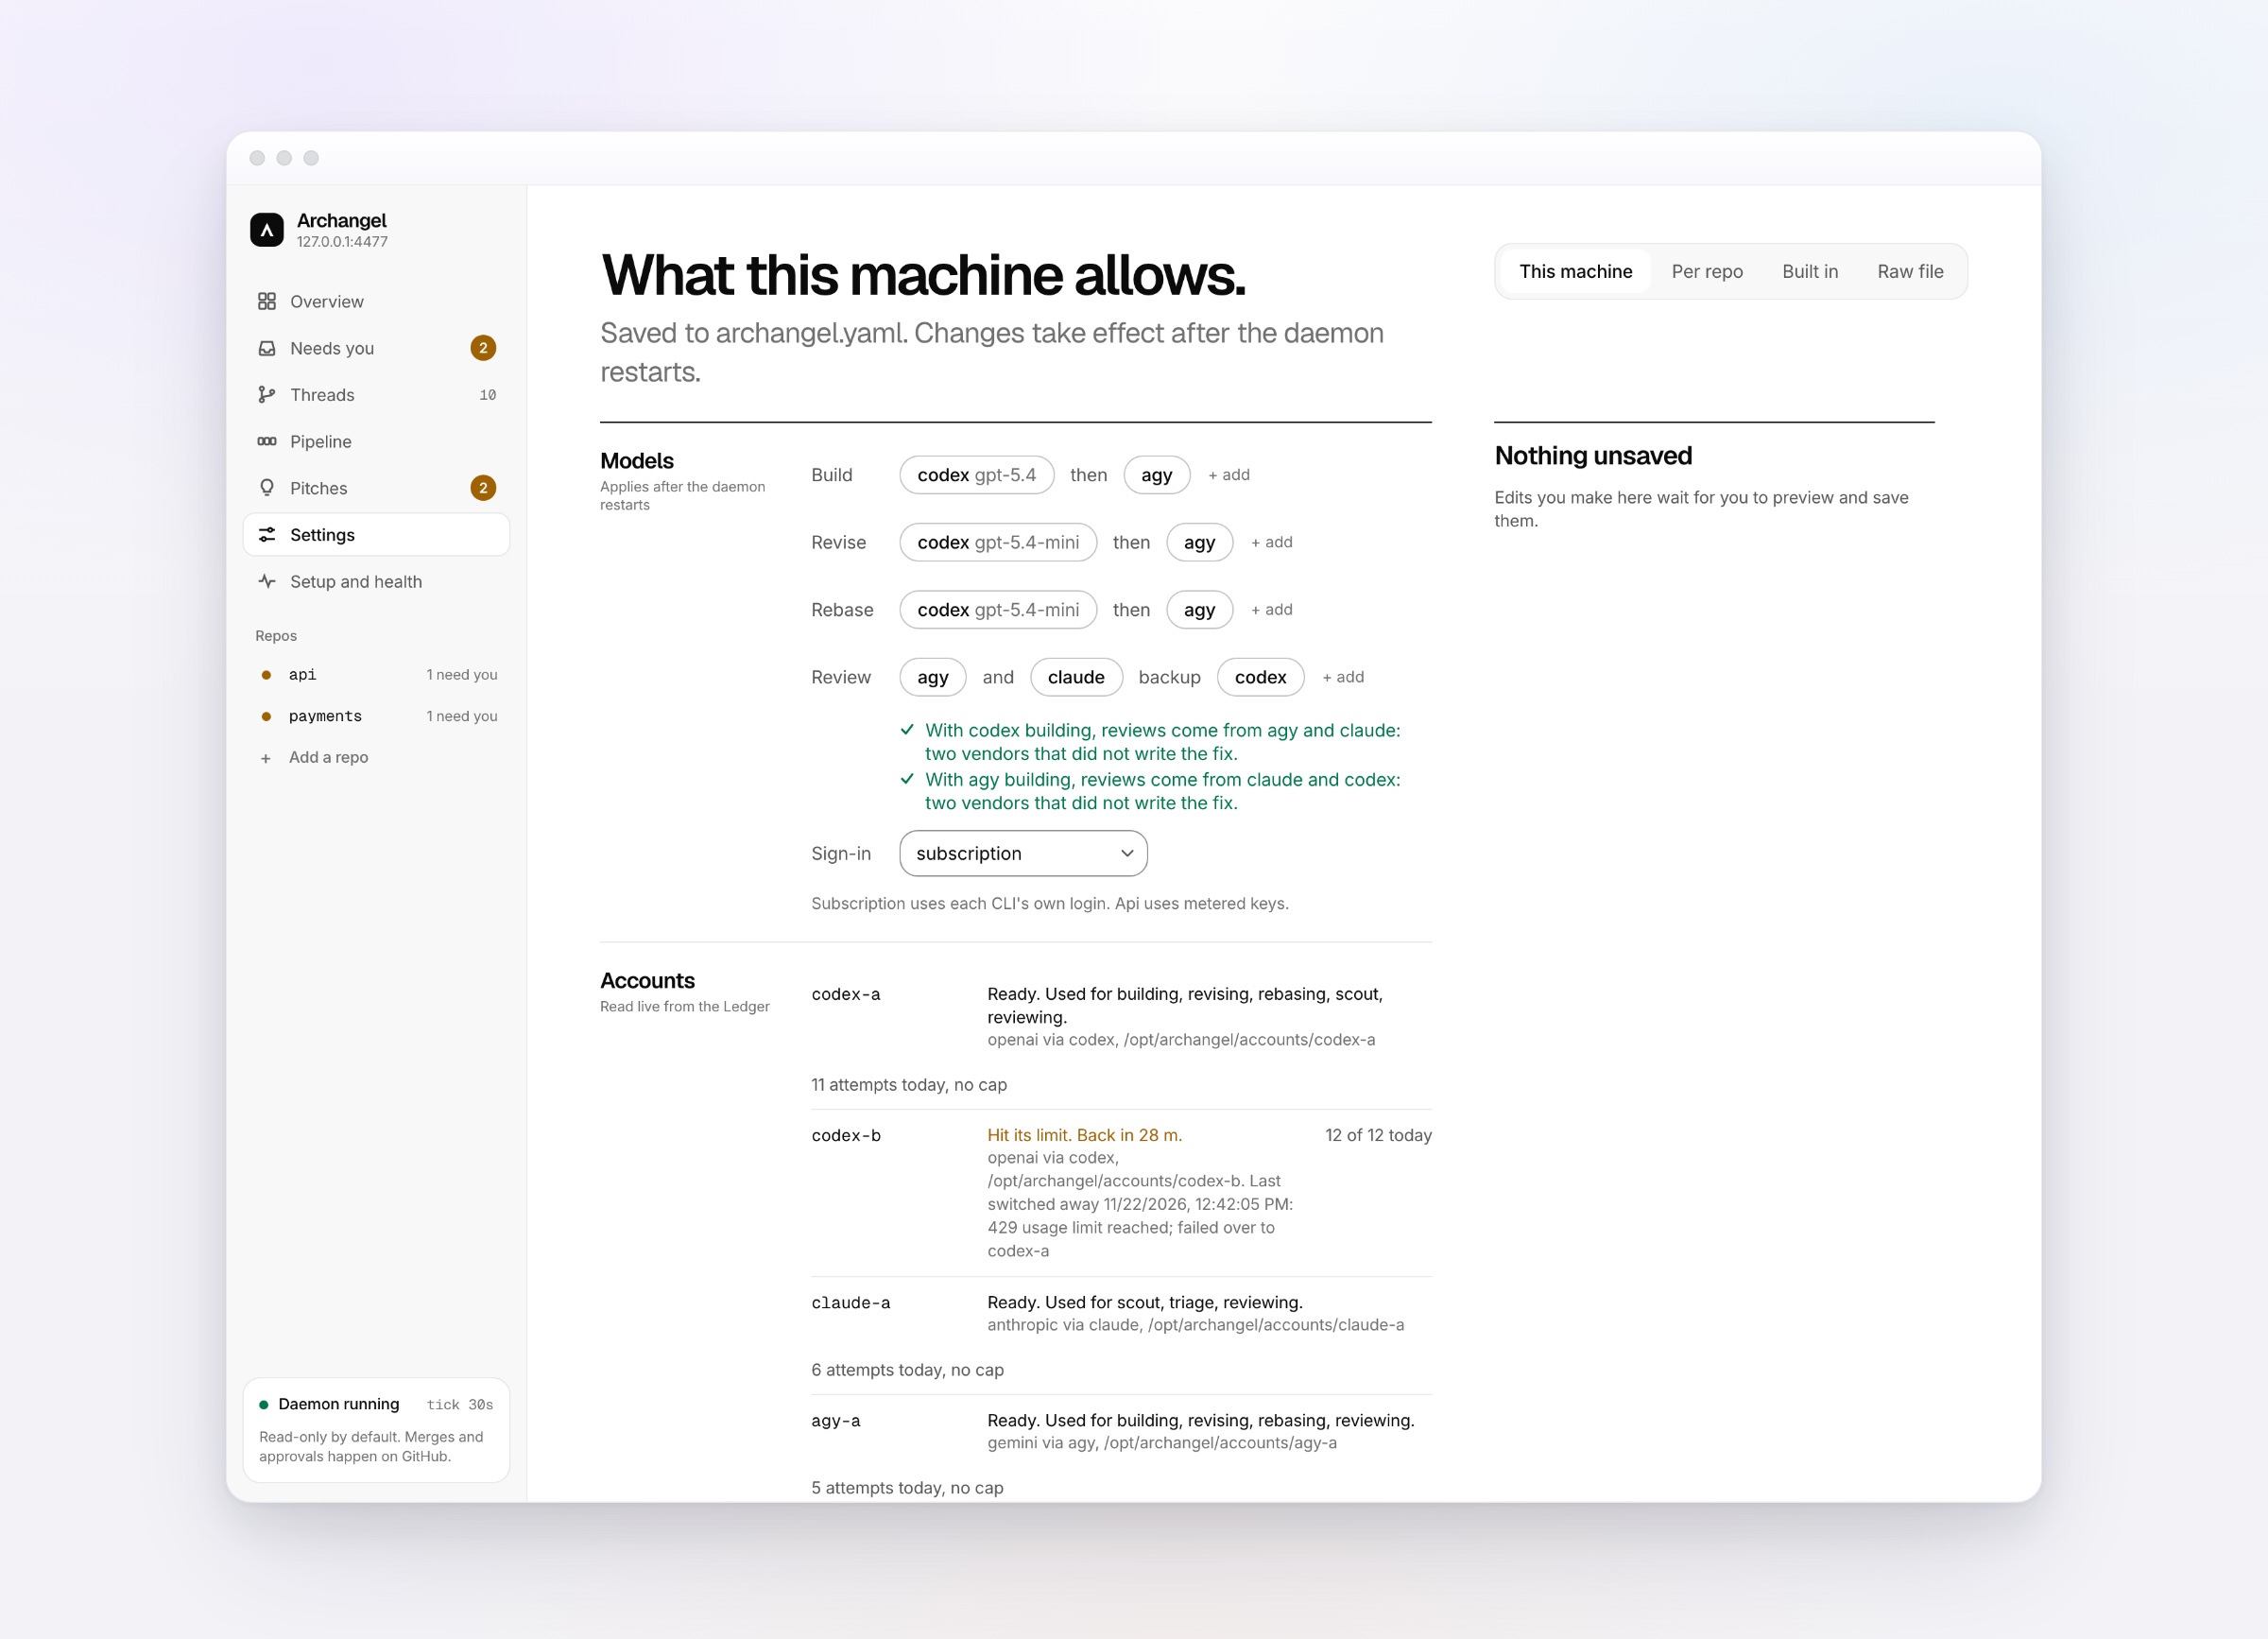 Archangel
127.0.0.1:4477
Overview
Needs you 2
Threads 10
Pipeline
Pitches 2
Settings
Setup and health
Repos
api 1 need you
payments 1 need you
+ Add a repo
Daemon running tick 30s
Read-only by default. Merges and
approvals happen on GitHub.
What this machine allows.
Saved to archangel.yaml. Changes take effect after the daemon
restarts.
This machine Per repo Built in Raw file
Models
Applies after the daemon
restarts
Build codex gpt-5.4 then agy + add
Revise codex gpt-5.4-mini then agy + add
Rebase codex gpt-5.4-mini then agy + add
Review agy and claude backup codex + add
With codex building, reviews come from agy and claude:
two vendors that did not write the fix.
With agy building, reviews come from claude and codex:
two vendors that did not write the fix.
Sign-in subscription
Subscription uses each CLI's own login. Api uses metered keys.
Accounts
Read live from the Ledger
codex-a Ready. Used for building, revising, rebasing, scout,
reviewing.
openai via codex, /opt/archangel/accounts/codex-a
11 attempts today, no cap
codex-b Hit its limit. Back in 28 m. 12 of 12 today
openai via codex,
/opt/archangel/accounts/codex-b. Last
switched away 11/22/2026, 12:42:05 PM:
429 usage limit reached; failed over to
codex-a
claude-a Ready. Used for scout, triage, reviewing.
anthropic via claude, /opt/archangel/accounts/claude-a
6 attempts today, no cap
agy-a Ready. Used for building, revising, rebasing, reviewing.
gemini via agy, /opt/archangel/accounts/agy-a
5 attempts today, no cap
Nothing unsaved
Edits you make here wait for you to preview and save
them.